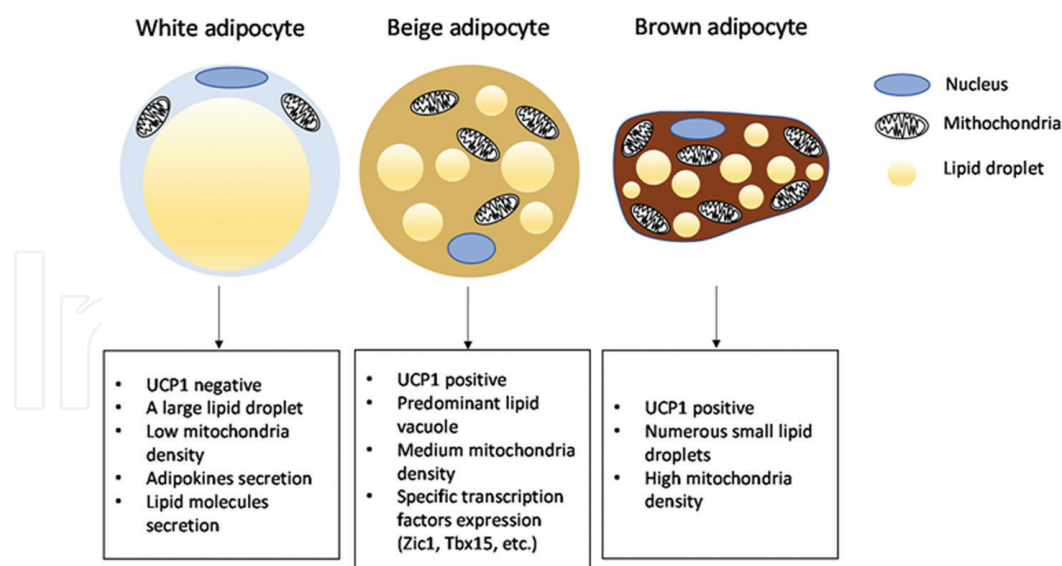 White adipocyte
Beige adipocyte
Brown adipocyte
Nucleus
Mithochondria
Lipid droplet
• UCP1 negative
• A large lipid droplet
• Low mitochondria
density
• Adipokines secretion
• Lipid molecules
secretion
• UCP1 positive
• Predominant lipid
vacuole
• Medium mitochondria
density
• Specific transcription
factors expression
(Zic1, Tbx15, etc.)
• UCP1 positive
• Numerous small lipid
droplets
• High mitochondria
density